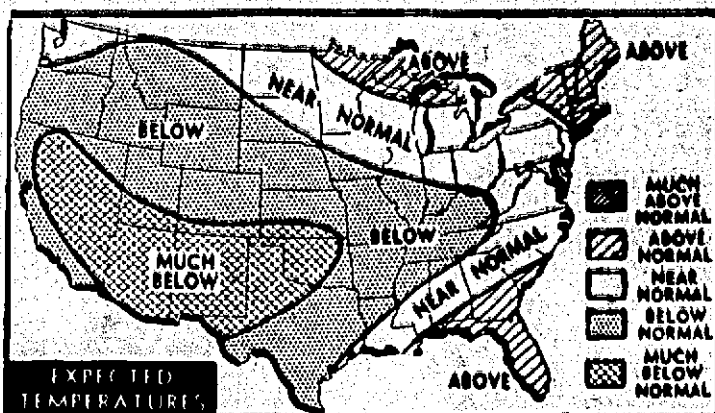 ABOVE
ABOVE
NEAR
NORMAL
BELOW
BELOW
MUCH
BELOW
NEAR NORMAL
ABOVE
MUCH
ABOVE
NORMAL
ABOVE
NORMAL
NEAR
NORMAL
BELOW
NORMAL
MUCH
BELOW
NORMAL
EXPECTED
TEMPERATURES